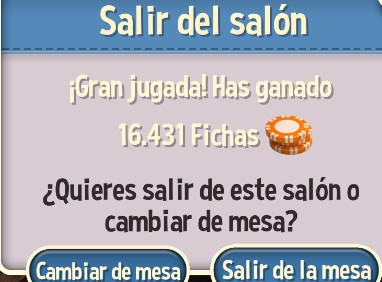 Salir del salón
¡Gran jugada! Has ganado
16.431 Fichas
¿Quieres salir de este salón o
cambiar de mesa?
Cambiar de mesa
Salir de la mesa